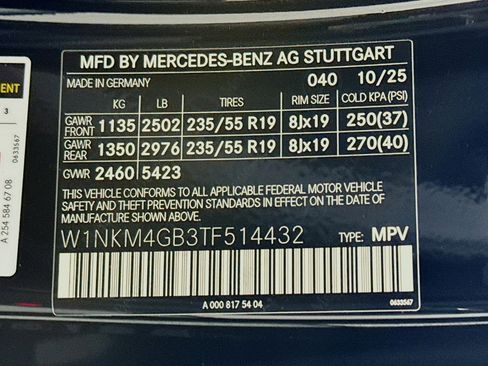 MFD BY MERCEDES-BENZ AG STUTTGART
MADE IN GERMANY 040 10/25
KG LB TIRES RIM SIZE COLD KPA(PSI)
GAWR FRONT 1135 2502 235/55 R19 8Jx19 250(37)
GAWR REAR 1350 2976 235/55 R19 8Jx19 270(40)
GVWR 2460 5423
THIS VEHICLE CONFORMS TO ALL APPLICABLE FEDERAL MOTOR VEHICLE
SAFETY AND THEFT PREVENTION STANDARDS IN EFFECT ON THE DATE OF
MANUFACTURE SHOWN ABOVE.
W1NKM4GB3TF514432 TYPE: MPV
A 000 817 54 04 0633567
3
0633567
A 254 584 67 08